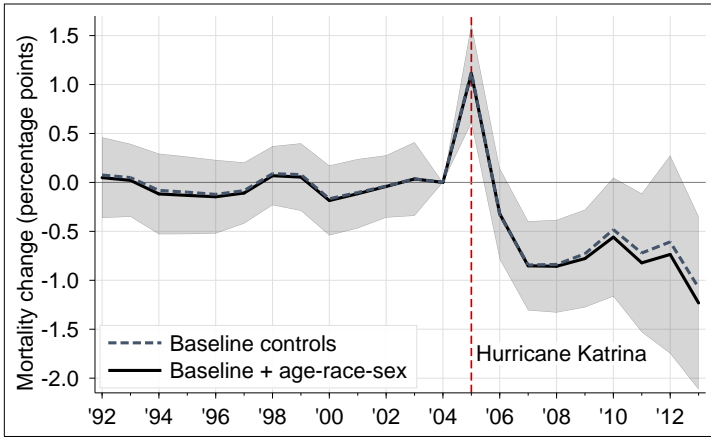 Mortality change (percentage points)
1.5
1.0
0.5
0.0
-0.5
-1.0
-1.5
-2.0
Baseline controls
Baseline + age-race-sex
Hurricane Katrina
'92 '94 '96 '98 '00 '02 '04 '06 '08 '10 '12